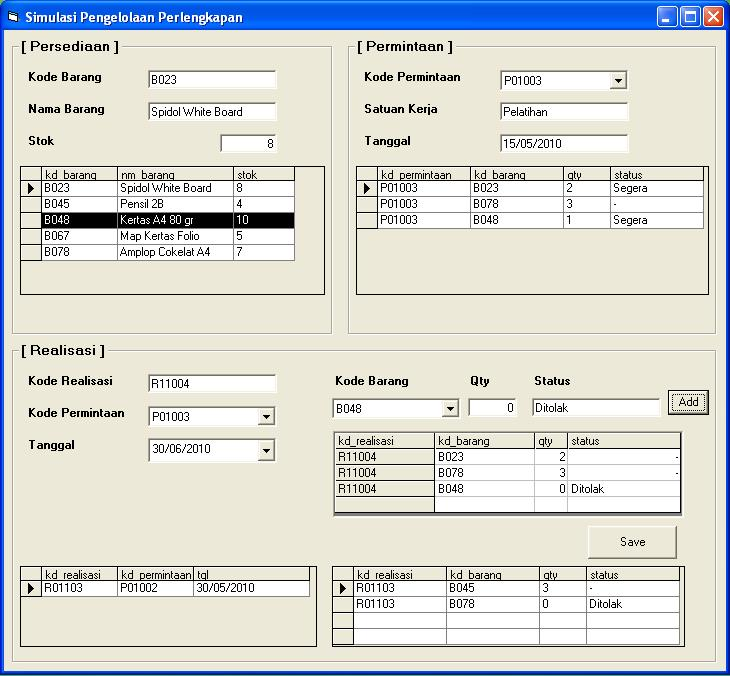 Simulasi Pengelolaan Perlengkapan
[ Persediaan ]
Kode Barang B023
Nama Barang Spidol White Board
Stok 8
kd_barang nm_barang stok
B023 Spidol White Board 8
B045 Pensil 2B 4
B048 Kertas A4 80 gr 10
B067 Map Kertas Folio 5
B078 Amplop Cokelat A4 7
[ Permintaan ]
Kode Permintaan P01003
Satuan Kerja Pelatihan
Tanggal 15/05/2010
kd_permintaan kd_barang qty status
P01003 B023 2 Segera
P01003 B078 3 -
P01003 B048 1 Segera
[ Realisasi ]
Kode Realisasi R11004
Kode Permintaan P01003
Tanggal 30/06/2010
Kode Barang Qty Status
B048 0 Ditolak Add
kd_realisasi kd_barang qty status
R11004 B023 2 -
R11004 B078 3 -
R11004 B048 0 Ditolak
Save
kd_realisasi kd_permintaan tgl
R01103 P01002 30/05/2010
kd_realisasi kd_barang qty status
R01103 B045 3 -
R01103 B078 0 Ditolak